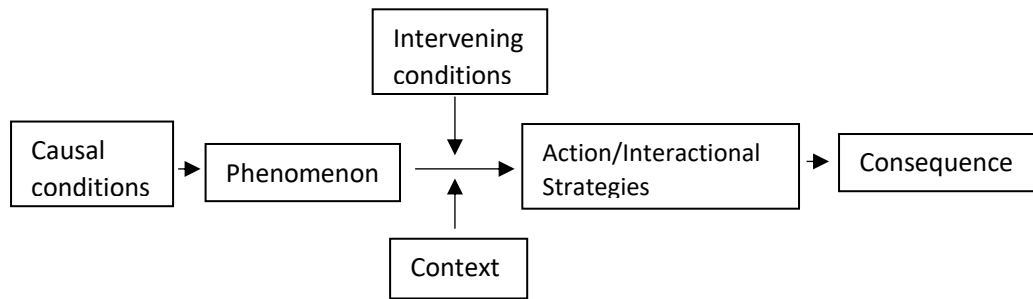 Intervening
conditions
Causal
conditions
Phenomenon
Action/Interactional
Strategies
Consequence
Context